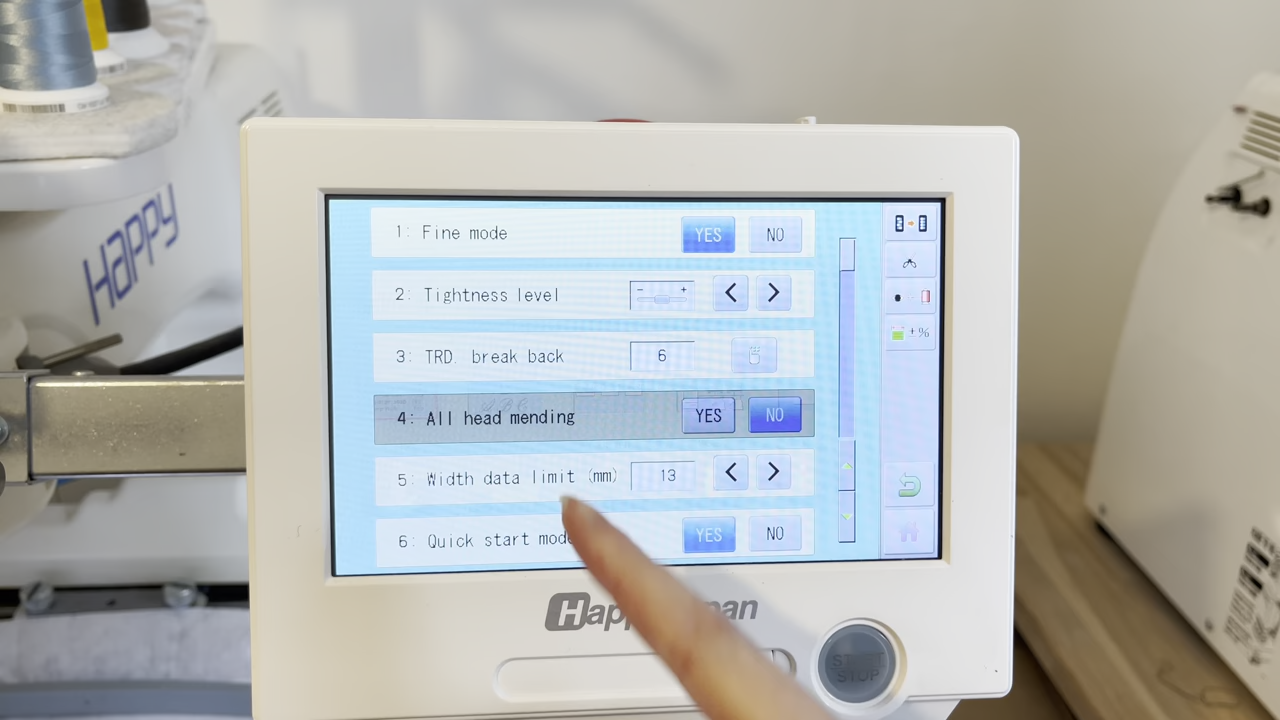 Happy
1: Fine mode YES NO
2: Tightness level - + < >
3: TRD. break back 6
4: All head mending YES NO
5: Width data limit (mm) 13 < >
6: Quick start mod YES NO
± %
START
STOP